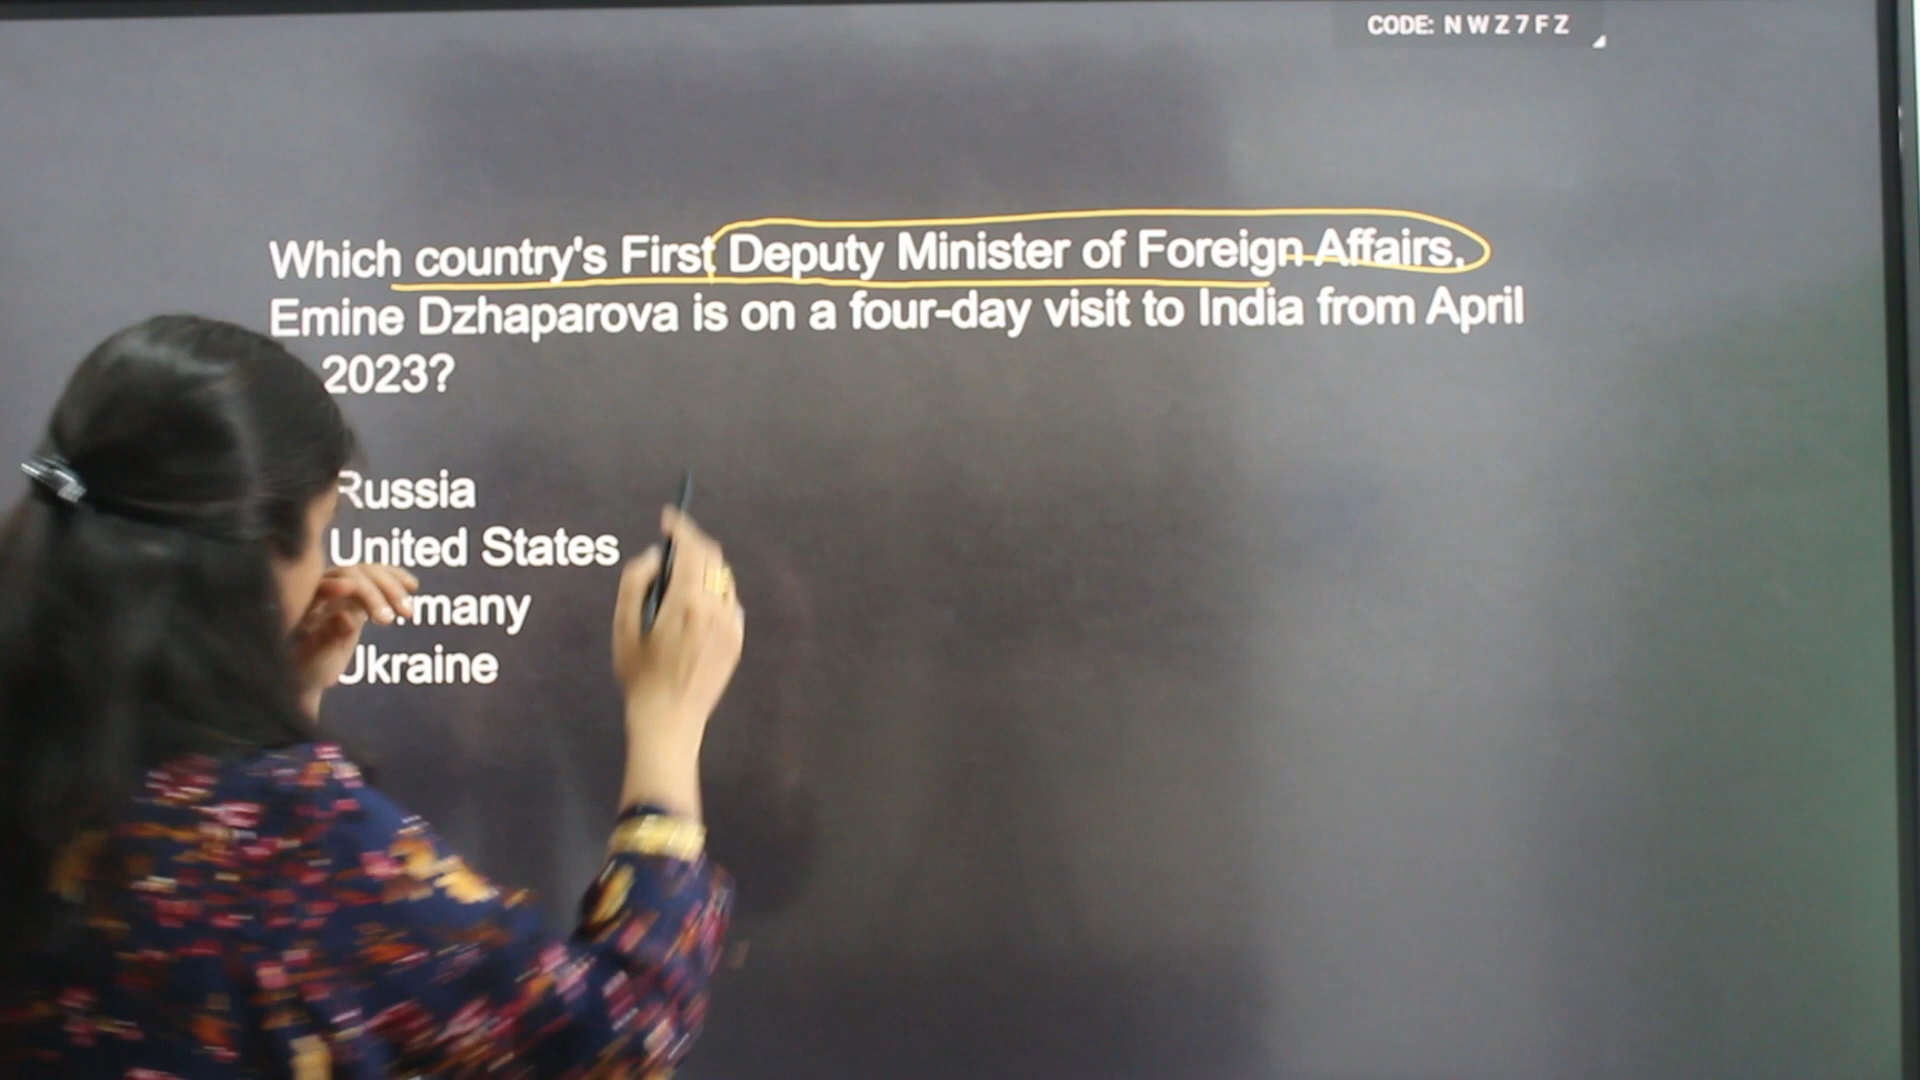 CODE: NWZ7FZ
Which country's First Deputy Minister of Foreign Affairs,
Emine Dzhaparova is on a four-day visit to India from April
2023?
Russia
United States
Ukraine